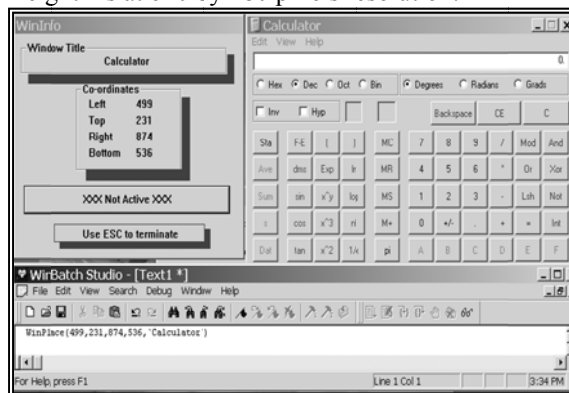 WinInfo
Window Title
Calculator
Co-ordinates
Left 499
Top 231
Right 874
Bottom 536
XXX Not Active XXX
Use ESC to terminate
Calculator
Edit View Help
0.
Hex Dec Oct Bin Degrees Radians Grads
Inv Hyp Backspace CE C
Sta F-E ( ) MC 7 8 9 / Mod And
Ave dms Exp ln MR 4 5 6 * Or Xor
Sum sin x^y log MS 1 2 3 - Lsh Not
s cos x^3 n! M+ 0 +/- . + = Int
Dat tan x^2 1/x pi A B C D E F
WinBatch Studio - [Text1 *]
File Edit View Search Debug Window Help
WinPlace(499,231,874,536,`Calculator`)
For Help, press F1
Line 1 Col 1
3:34 PM